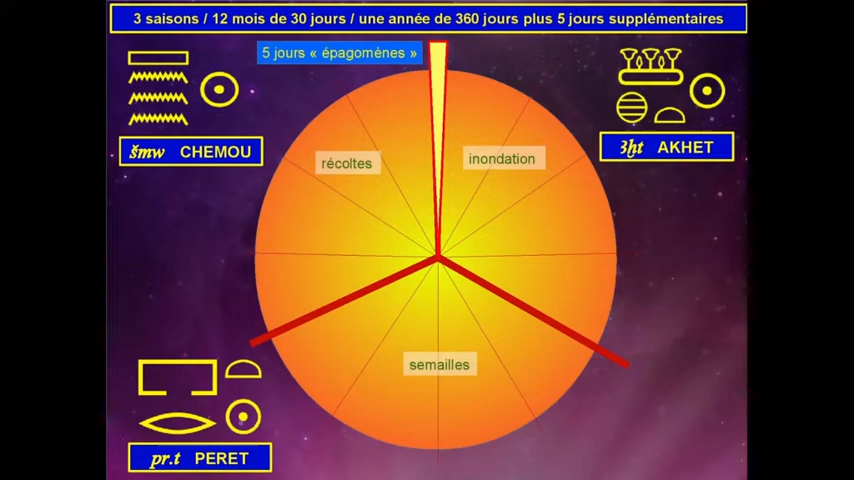 3 saisons / 12 mois de 30 jours / une année de 360 jours plus 5 jours supplémentaires
5 jours « épagomènes »
šmw CHEMOU
récoltes
inondation
3ḫt AKHET
semailles
pr.t PERET